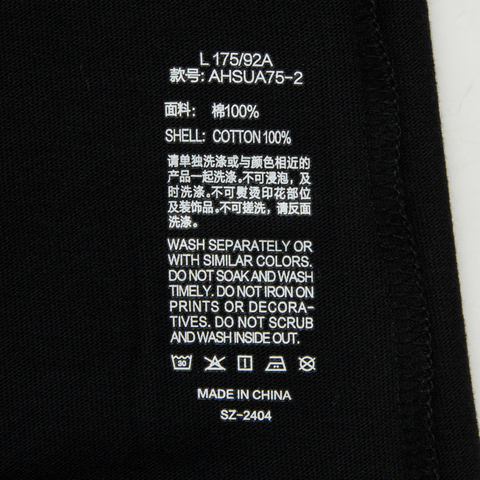 L 175/92A
款号: AHSUA75-2
面料: 棉100%
SHELL: COTTON 100%
请单独洗涤或与颜色相近的
产品一起洗涤.不可浸泡,及
时洗涤。不可熨烫印花部位
及装饰品。不可搓洗,请反面
洗涤。
WASH SEPARATELY OR
WITH SIMILAR COLORS.
DO NOT SOAK AND WASH
TIMELY. DO NOT IRON ON
PRINTS OR DECORA-
TIVES. DO NOT SCRUB
AND WASH INSIDE OUT.
30
MADE IN CHINA
SZ-2404